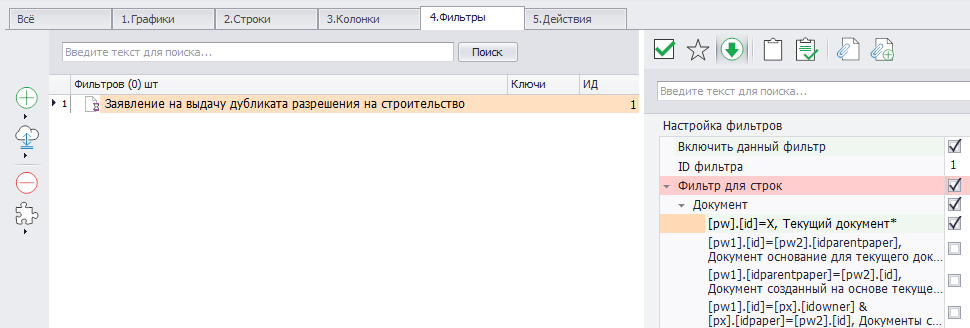 Всё
1.Графики
2.Строки
3.Колонки
4.Фильтры
5.Действия
Введите текст для поиска...
Поиск
Фильтров (0) шт
Ключи
ИД
1
Заявление на выдачу дубликата разрешения на строительство
1
Введите текст для поиска...
Настройка фильтров
Включить данный фильтр
ID фильтра
1
Фильтр для строк
Документ
[pw].[id]=X, Текущий документ*
[pw1].[id]=[pw2].[idparentpaper],
Документ основание для текущего док...
[pw1].[idparentpaper]=[pw2].[id],
Документ созданный на основе текуще...
[pw1].[id]=[px].[idowner] &
[px].[idpaper]=[pw2].[id], Документы с...